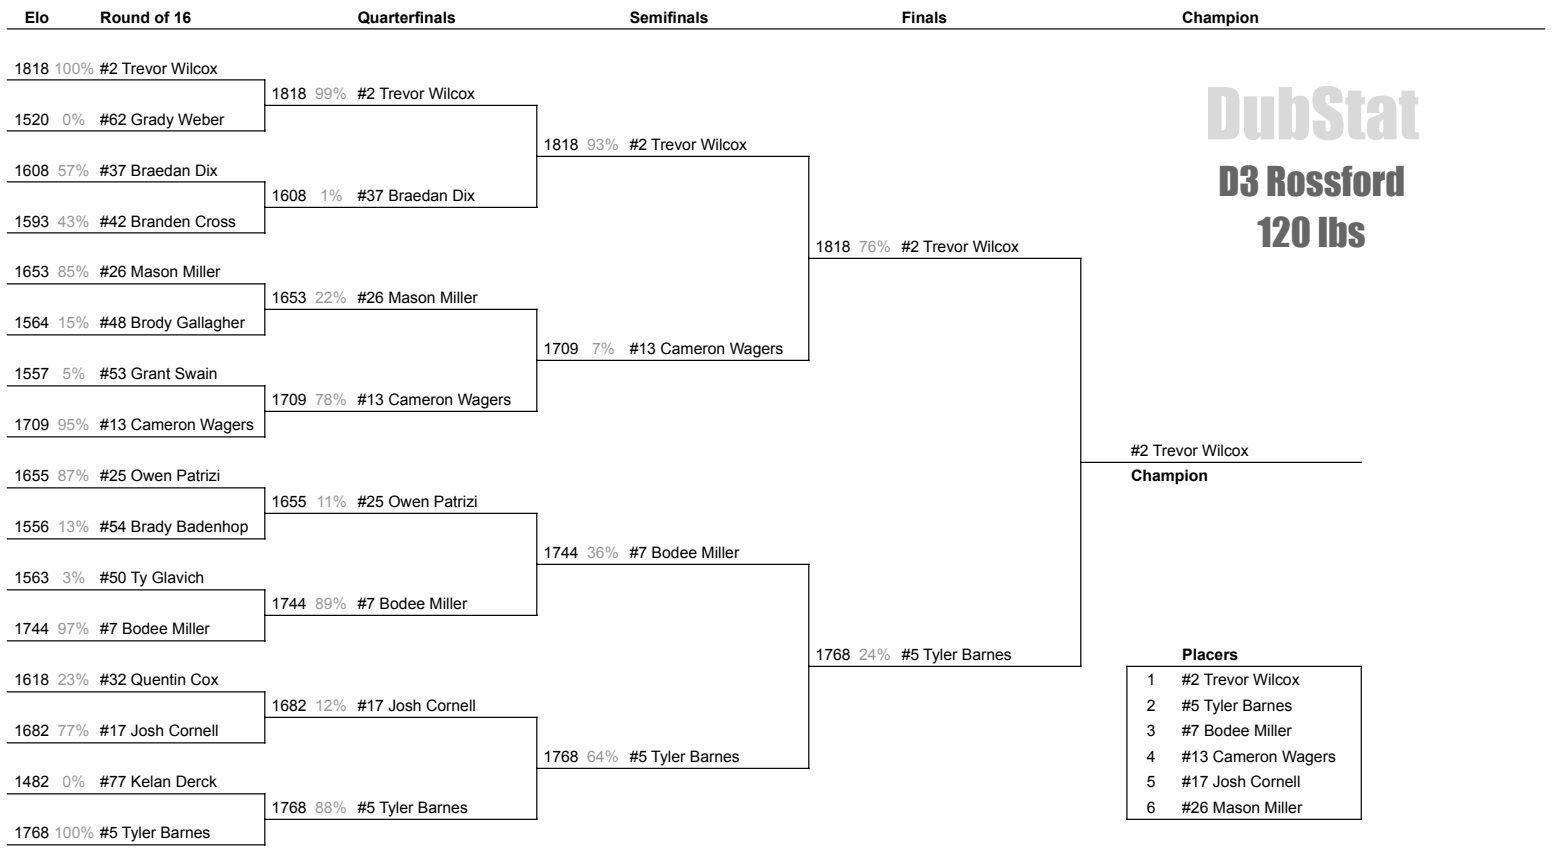 Elo Round of 16 Quarterfinals Semifinals Finals Champion
1818 100% #2 Trevor Wilcox
1818 99% #2 Trevor Wilcox
1520 0% #62 Grady Weber
1818 93% #2 Trevor Wilcox
1608 57% #37 Braedan Dix
1608 1% #37 Braedan Dix
1593 43% #42 Branden Cross
1818 76% #2 Trevor Wilcox
1653 85% #26 Mason Miller
1653 22% #26 Mason Miller
1564 15% #48 Brody Gallagher
1709 7% #13 Cameron Wagers
1557 5% #53 Grant Swain
1709 78% #13 Cameron Wagers
1709 95% #13 Cameron Wagers
#2 Trevor Wilcox
Champion
1655 87% #25 Owen Patrizi
1655 11% #25 Owen Patrizi
1556 13% #54 Brady Badenhop
1744 36% #7 Bodee Miller
1563 3% #50 Ty Glavich
1744 89% #7 Bodee Miller
1744 97% #7 Bodee Miller
1768 24% #5 Tyler Barnes
1618 23% #32 Quentin Cox
1682 12% #17 Josh Cornell
1682 77% #17 Josh Cornell
1768 64% #5 Tyler Barnes
1482 0% #77 Kelan Derck
1768 88% #5 Tyler Barnes
1768 100% #5 Tyler Barnes
DubStat
D3 Rossford
120 lbs
Placers
1 #2 Trevor Wilcox
2 #5 Tyler Barnes
3 #7 Bodee Miller
4 #13 Cameron Wagers
5 #17 Josh Cornell
6 #26 Mason Miller